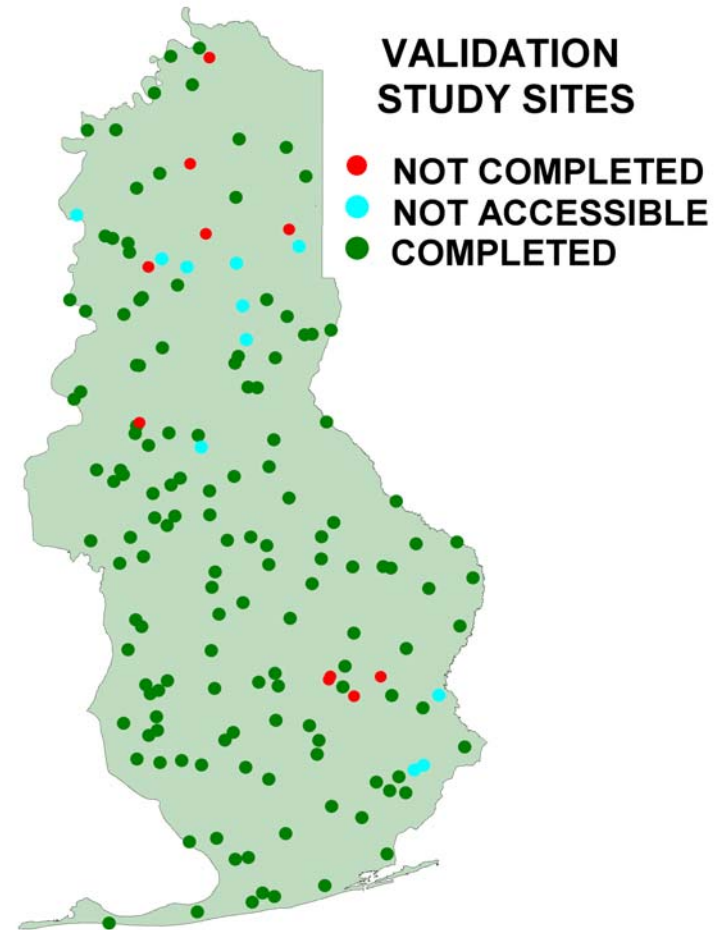 VALIDATION
STUDY SITES
NOT COMPLETED
NOT ACCESSIBLE
COMPLETED